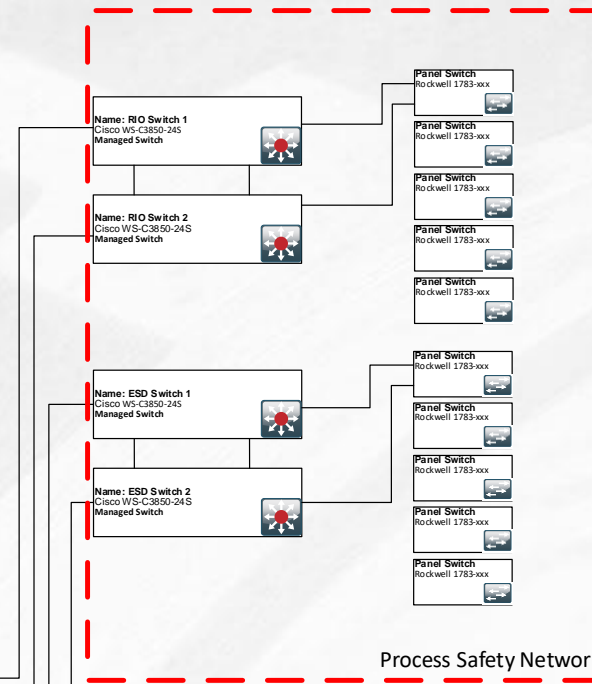 Name: RIO Switch 1
Cisco WS-C3850-24S
Managed Switch
Name: RIO Switch 2
Cisco WS-C3850-24S
Managed Switch
Panel Switch
Rockwell 1783-xxx
Panel Switch
Rockwell 1783-xxx
Panel Switch
Rockwell 1783-xxx
Panel Switch
Rockwell 1783-xxx
Panel Switch
Rockwell 1783-xxx
Name: ESD Switch 1
Cisco WS-C3850-24S
Managed Switch
Name: ESD Switch 2
Cisco WS-C3850-24S
Managed Switch
Panel Switch
Rockwell 1783-xxx
Panel Switch
Rockwell 1783-xxx
Panel Switch
Rockwell 1783-xxx
Panel Switch
Rockwell 1783-xxx
Panel Switch
Rockwell 1783-xxx
Process Safety Networ